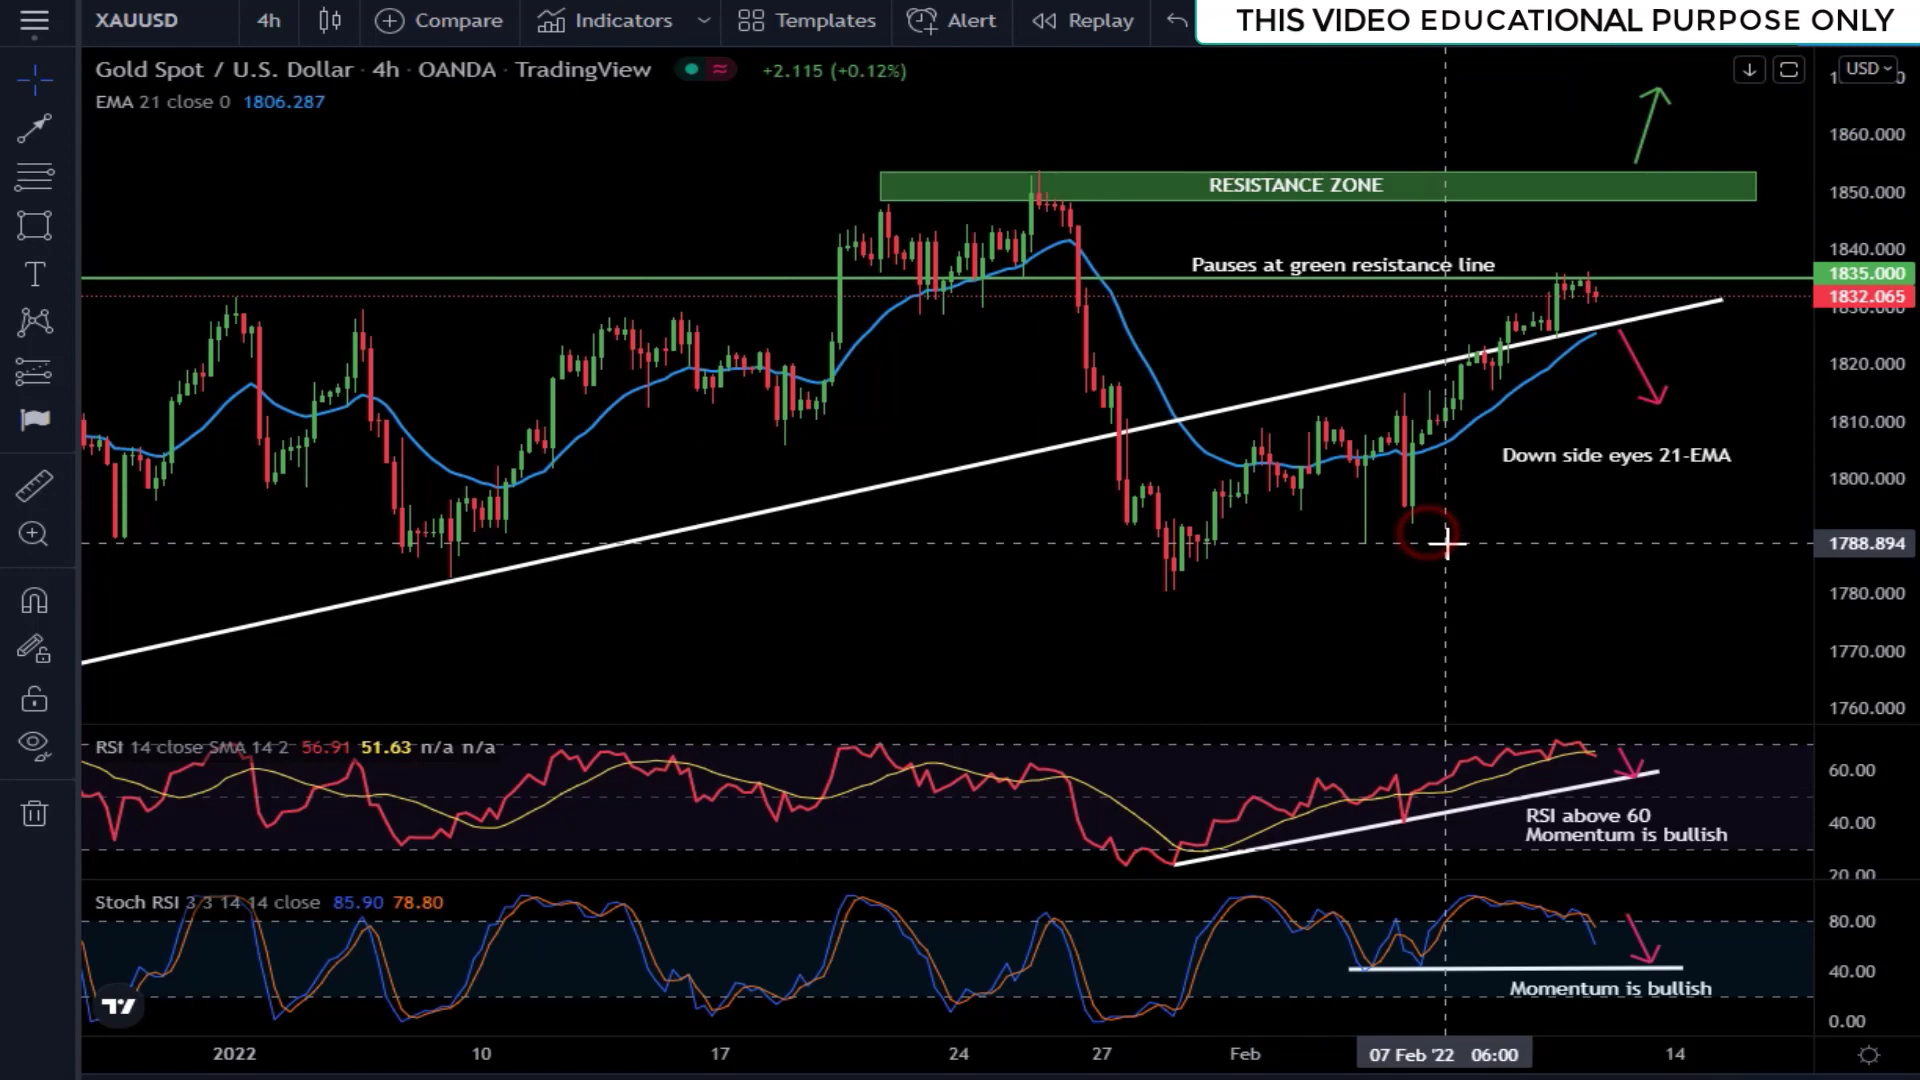 XAUUSD 4h Compare Indicators Templates Alert Replay
THIS VIDEO EDUCATIONAL PURPOSE ONLY
Gold Spot / U.S. Dollar · 4h · OANDA · TradingView +2.115 (+0.12%)
USD
EMA 21 close 0 1806.287
1860.000
RESISTANCE ZONE
1850.000
1840.000
Pauses at green resistance line
1835.000
1832.065
1830.000
1820.000
1810.000
Down side eyes 21-EMA
1800.000
1788.894
1780.000
1770.000
1760.000
RSI 14 close SMA 14 2 56.91 51.63 n/a n/a
60.00
RSI above 60
40.00
Momentum is bullish
20.00
Stoch RSI 3 3 14 14 close 85.90 78.80
80.00
40.00
Momentum is bullish
0.00
2022 10 17 24 27 Feb 07 Feb '22 06:00 14